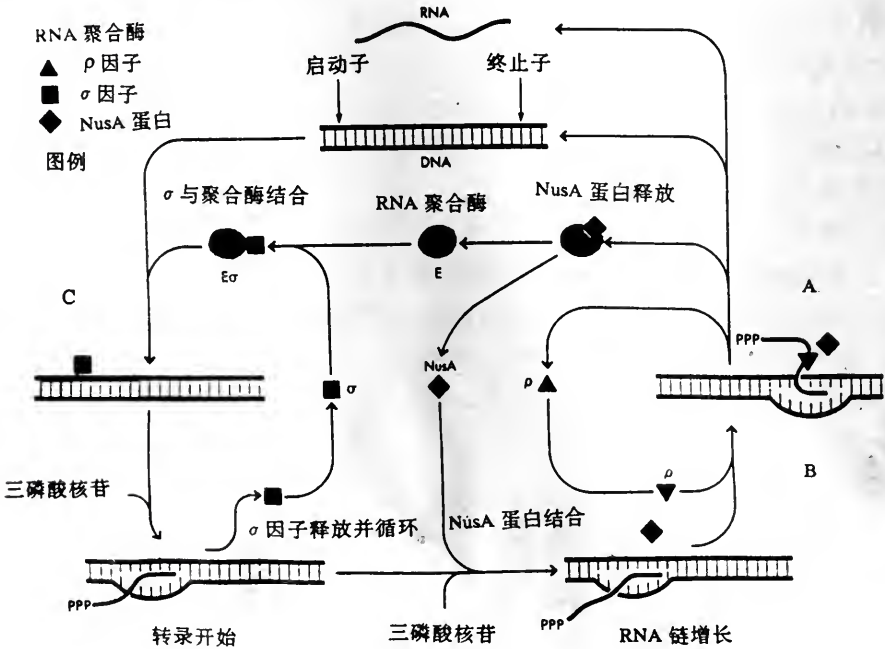 RNA
RNA 聚合酶
ρ 因子
σ 因子
NusA 蛋白
图例
启动子
终止子
DNA
σ 与聚合酶结合
RNA 聚合酶
NusA 蛋白释放
Eσ
E
C
A
PPP
NusA
σ
ρ
B
ρ
三磷酸核苷
σ 因子释放并循环
NusA 蛋白结合
PPP
PPP
转录开始
三磷酸核苷
RNA 链增长